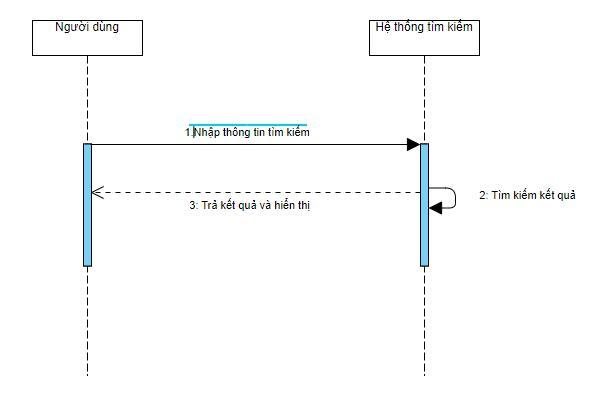 Người dùng
Hệ thống tìm kiếm
1:Nhập thông tin tìm kiếm
2: Tìm kiếm kết quả
3: Trả kết quả và hiển thị